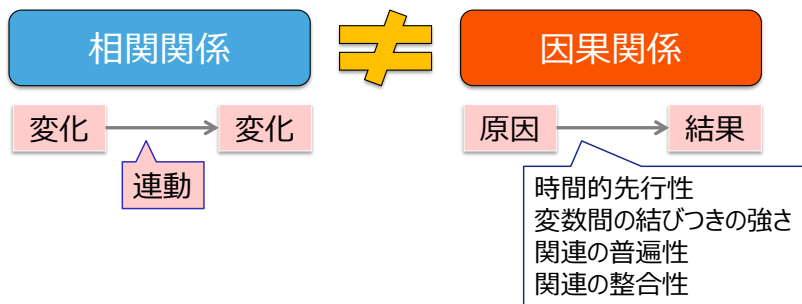 相関関係
≠
因果関係
変化
変化
連動
原因
結果
時間的先行性
変数間の結びつきの強さ
関連の普遍性
関連の整合性